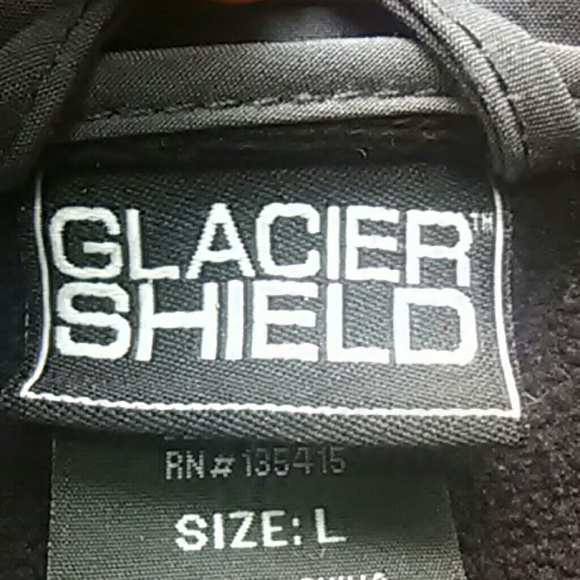 GLACIER™
SHIELD
RN# 135415
SIZE: L